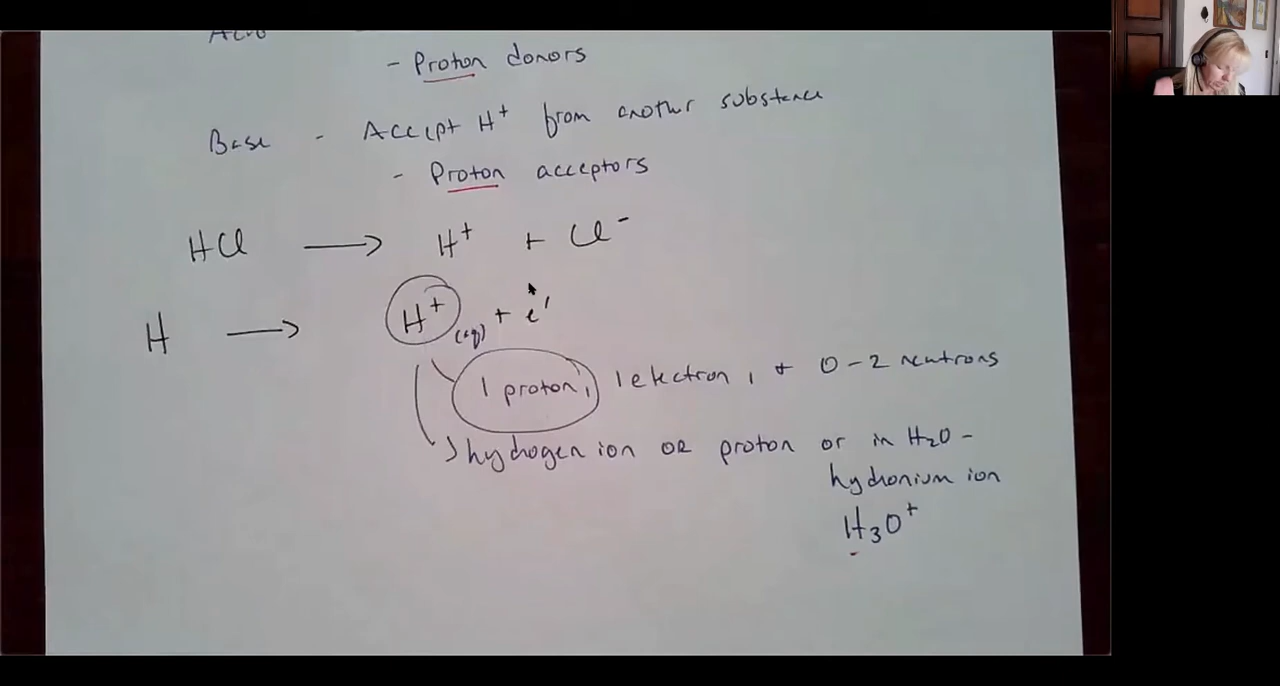 Acid
- Proton donors
Base - Accept H⁺ from another substance
- Proton acceptors
HCl → H⁺ + Cl⁻
H → H⁺(aq) + e⁻
1 proton, 1 electron, + 0-2 neutrons
hydrogen ion OR proton or in H₂O -
hydronium ion
H₃O⁺